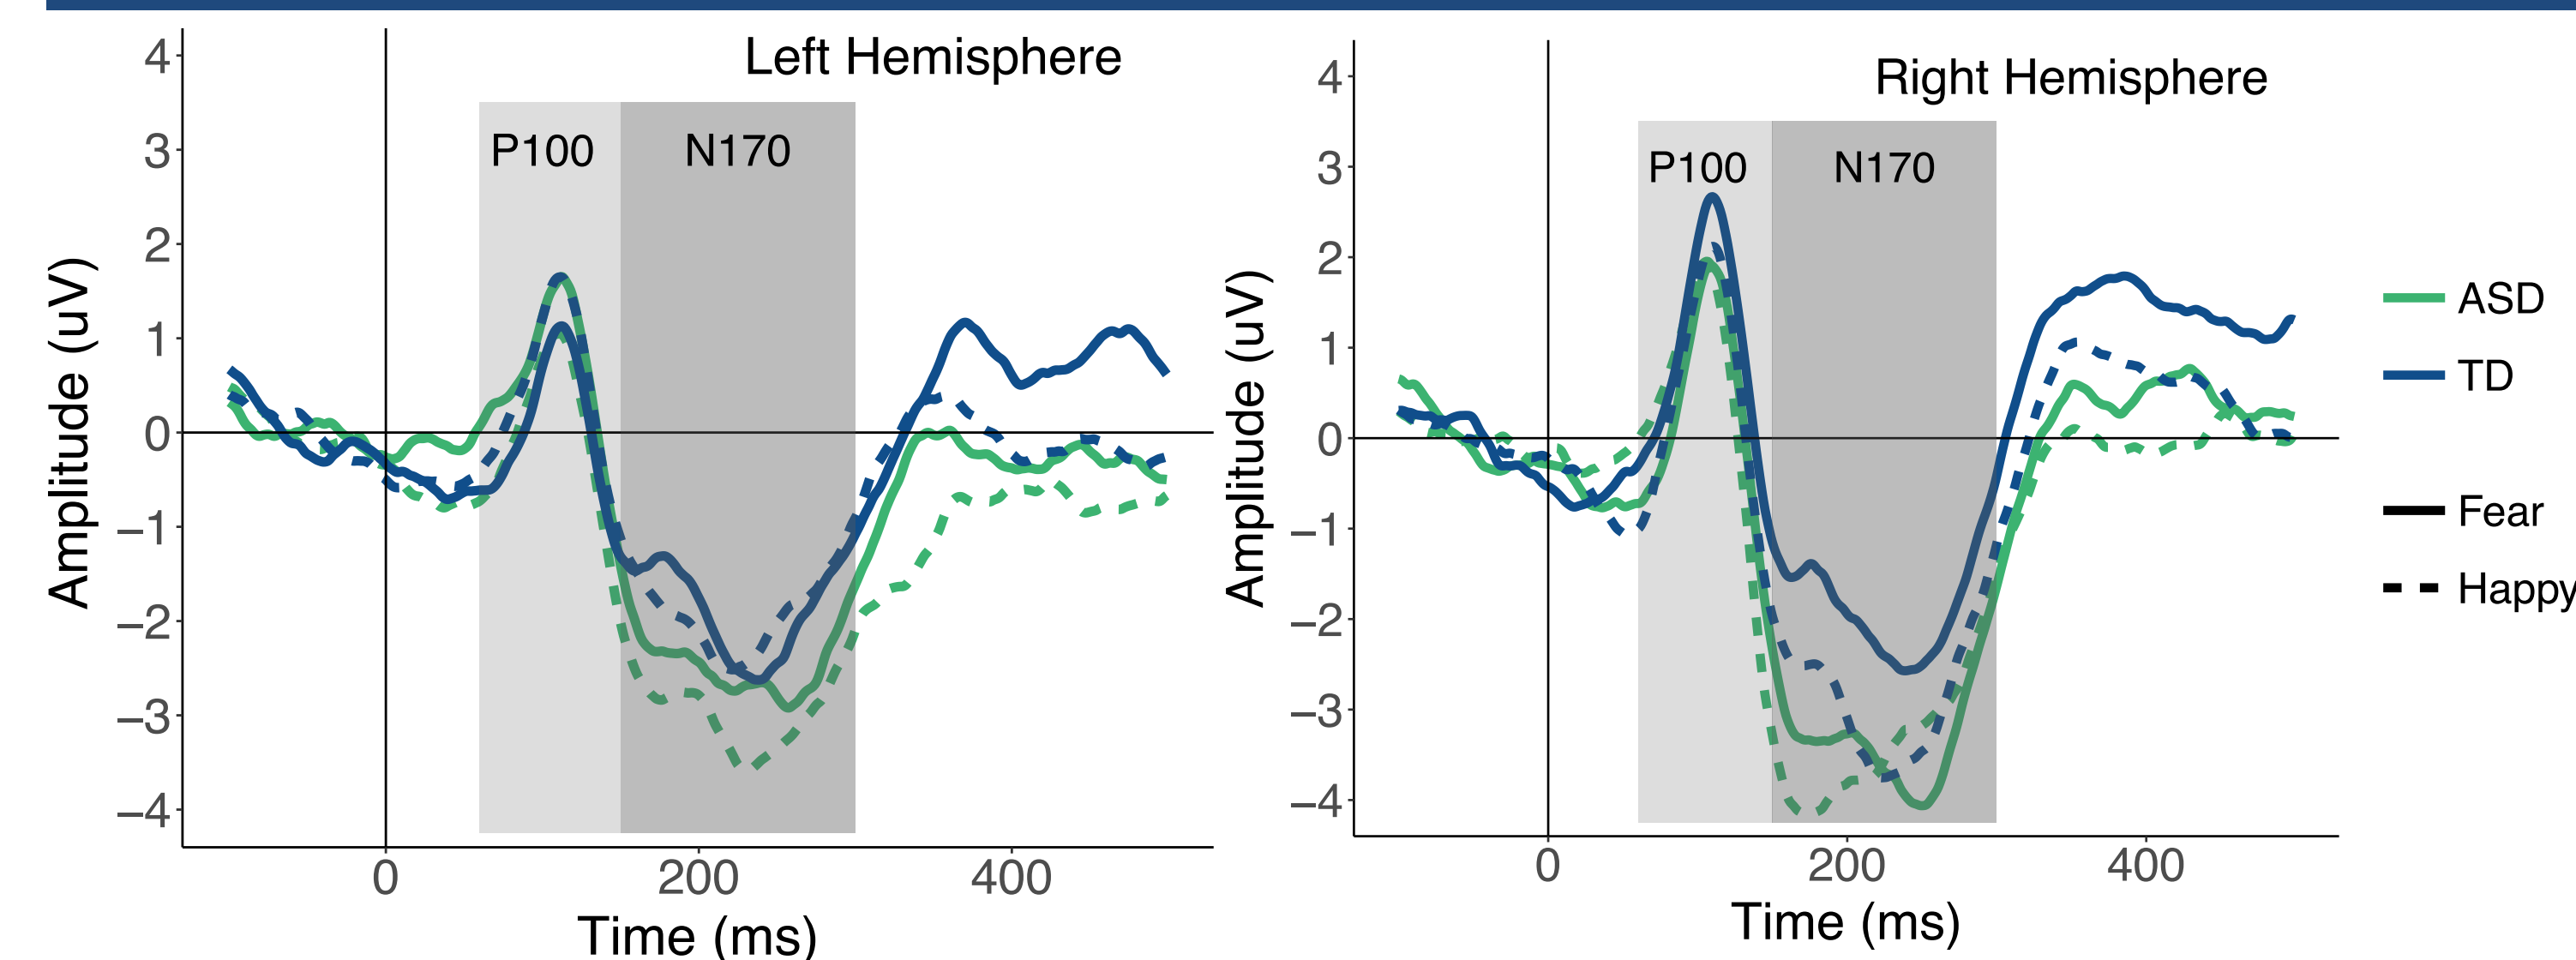 Left Hemisphere
P100
N170
4
3
2
1
0
−1
−2
−3
−4
Amplitude (uV)
0
200
400
Time (ms)
Right Hemisphere
P100
N170
4
3
2
1
0
−1
−2
−3
−4
Amplitude (uV)
0
200
400
Time (ms)
ASD
TD
Fear
Happy